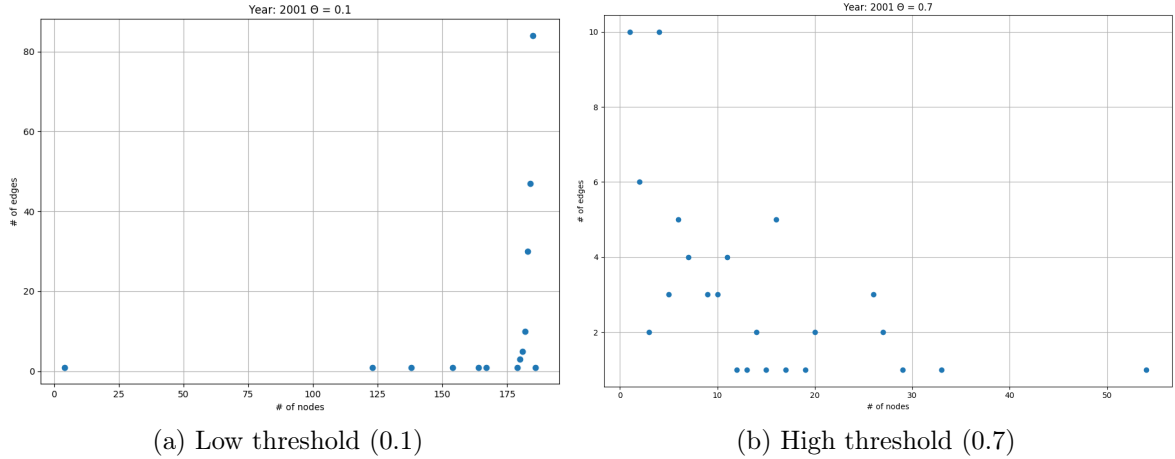 Year: 2001 Θ = 0.1
80
60
40
20
0
# of edges
0 25 50 75 100 125 150 175
# of nodes
(a) Low threshold (0.1)
Year: 2001 Θ = 0.7
10
8
6
4
2
# of edges
0 10 20 30 40 50
# of nodes
(b) High threshold (0.7)